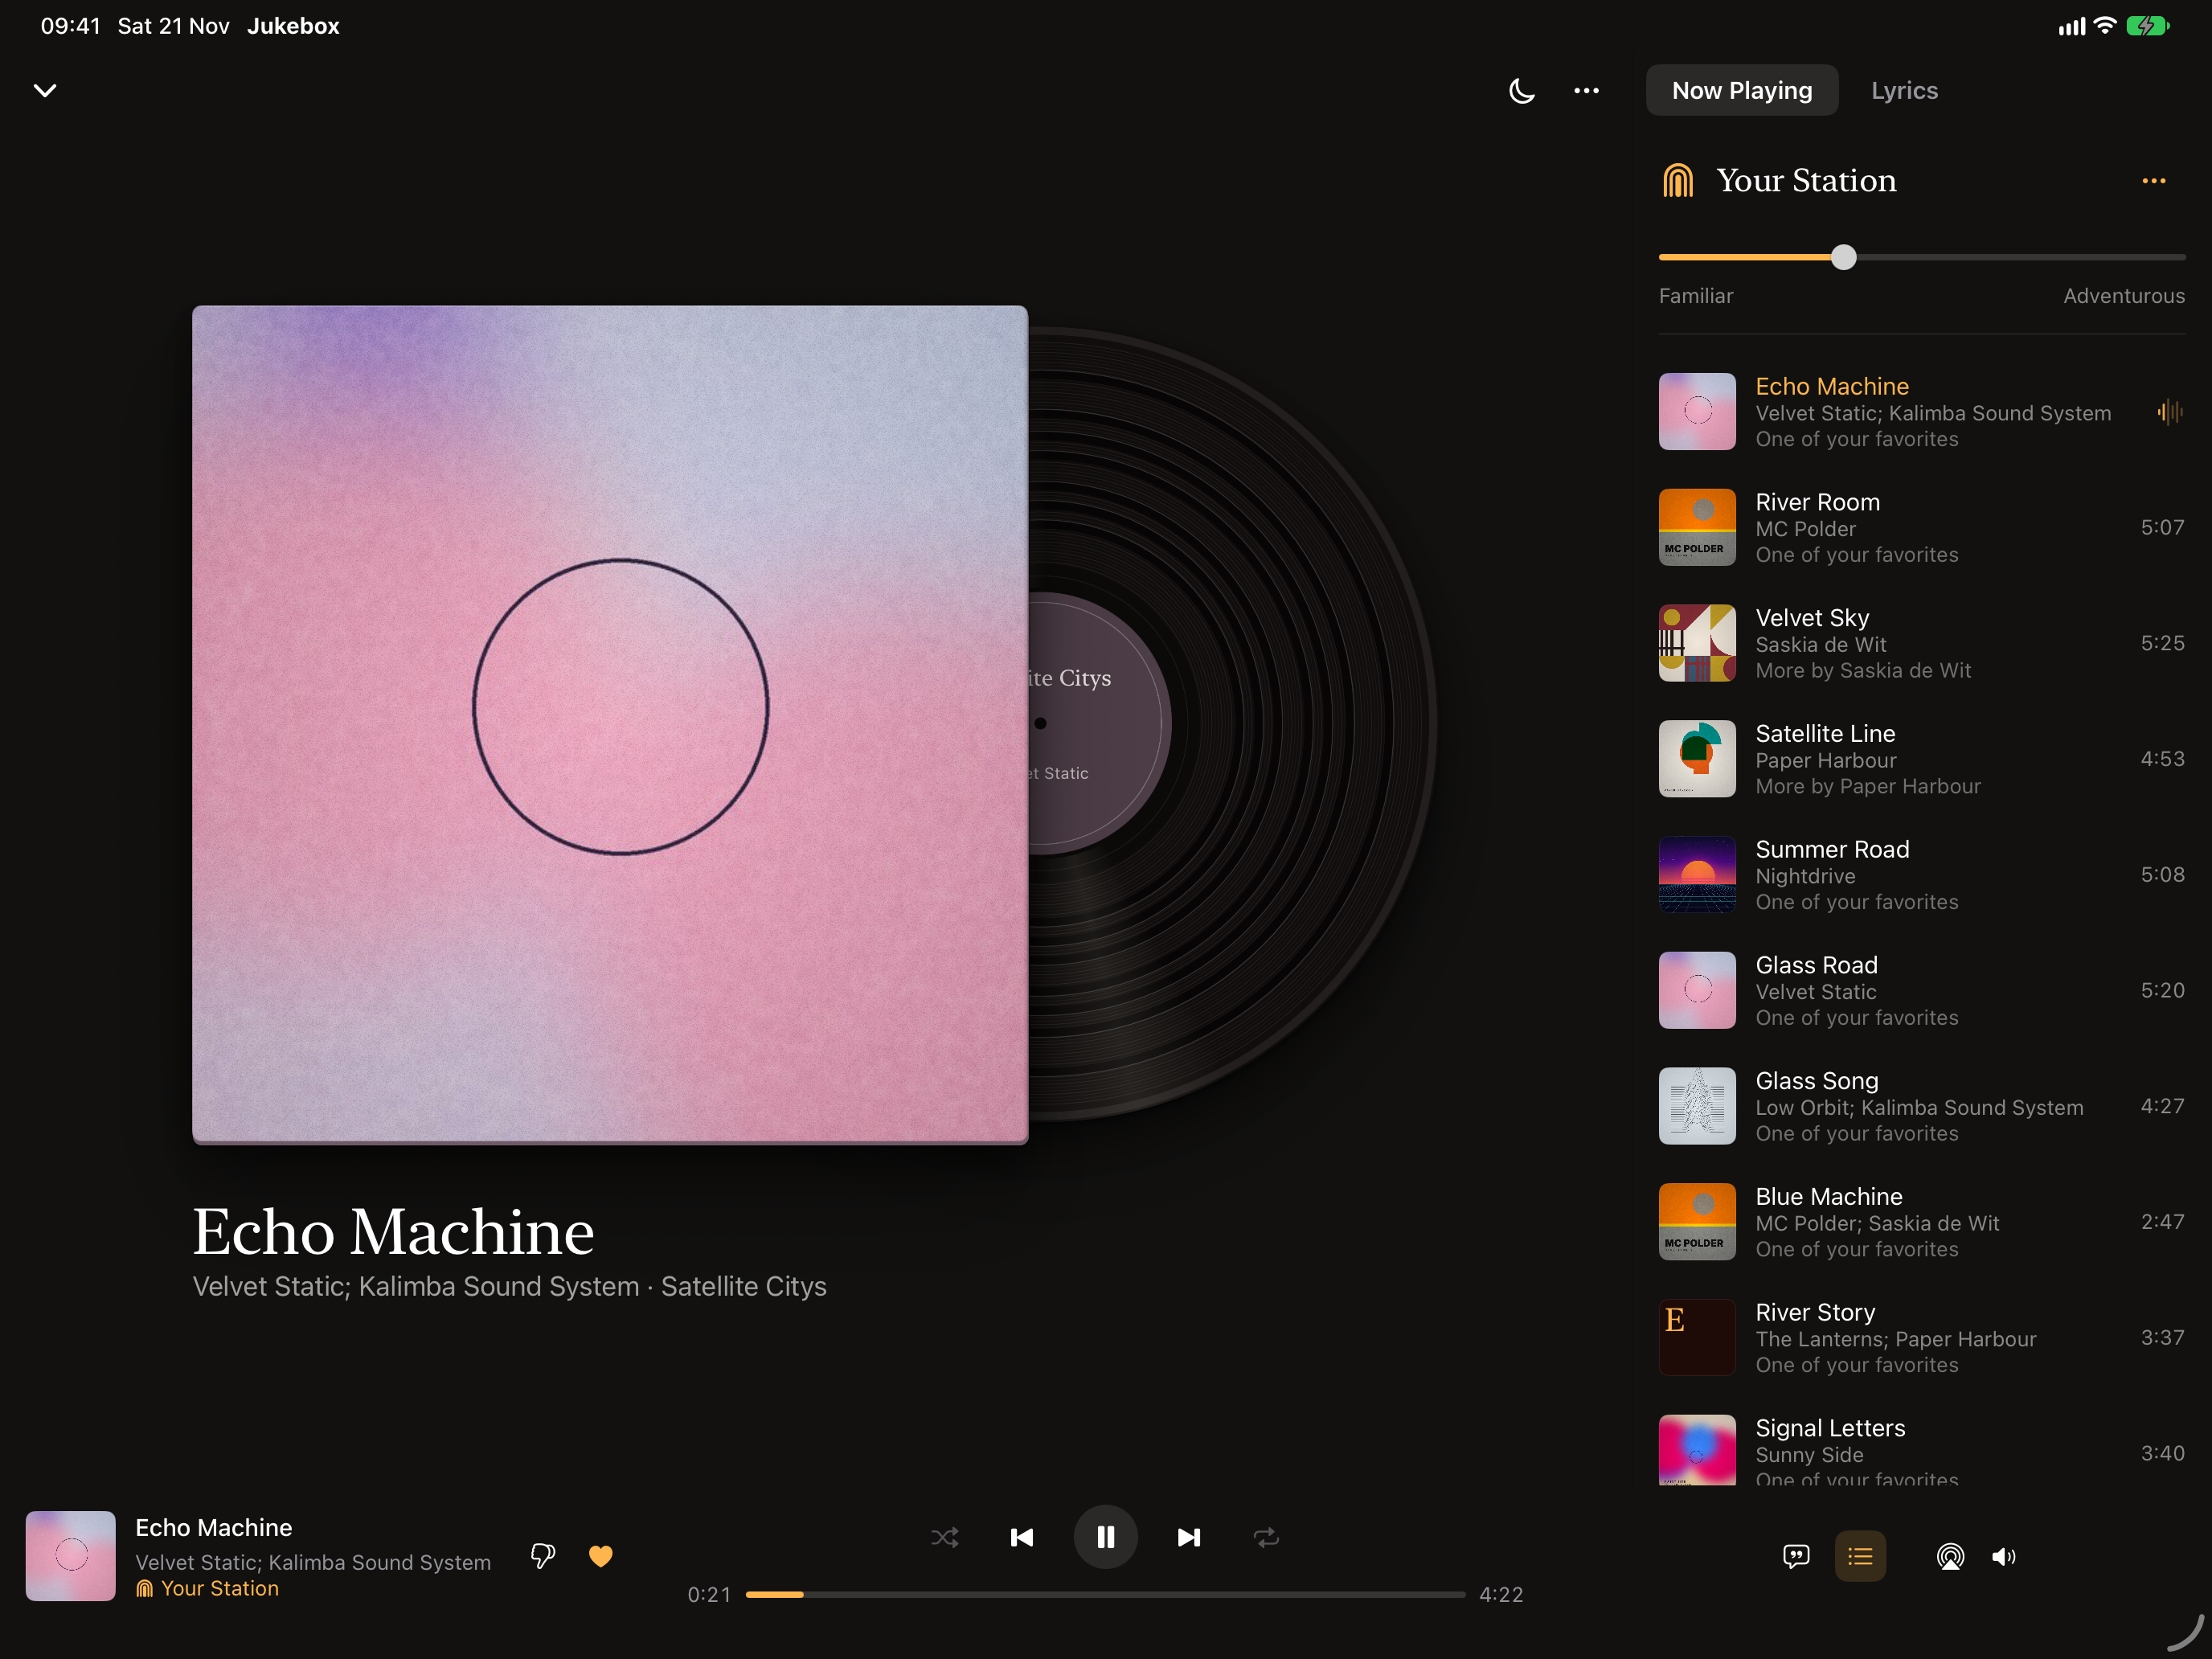 09:41 Sat 21 Nov Jukebox
Now Playing
Lyrics
Your Station
Familiar
Adventurous
Echo Machine
Velvet Static; Kalimba Sound System
One of your favorites
River Room
MC Polder
One of your favorites
5:07
MC POLDER
Velvet Sky
Saskia de Wit
More by Saskia de Wit
5:25
Satellite Line
Paper Harbour
More by Paper Harbour
4:53
Summer Road
Nightdrive
One of your favorites
5:08
Glass Road
Velvet Static
One of your favorites
5:20
Glass Song
Low Orbit; Kalimba Sound System
One of your favorites
4:27
Blue Machine
MC Polder; Saskia de Wit
One of your favorites
2:47
MC POLDER
E
River Story
The Lanterns; Paper Harbour
One of your favorites
3:37
Signal Letters
Sunny Side
One of your favorites
3:40
ite Citys
et Static
Echo Machine
Velvet Static; Kalimba Sound System · Satellite Citys
Echo Machine
Velvet Static; Kalimba Sound System
Your Station
0:21
4:22